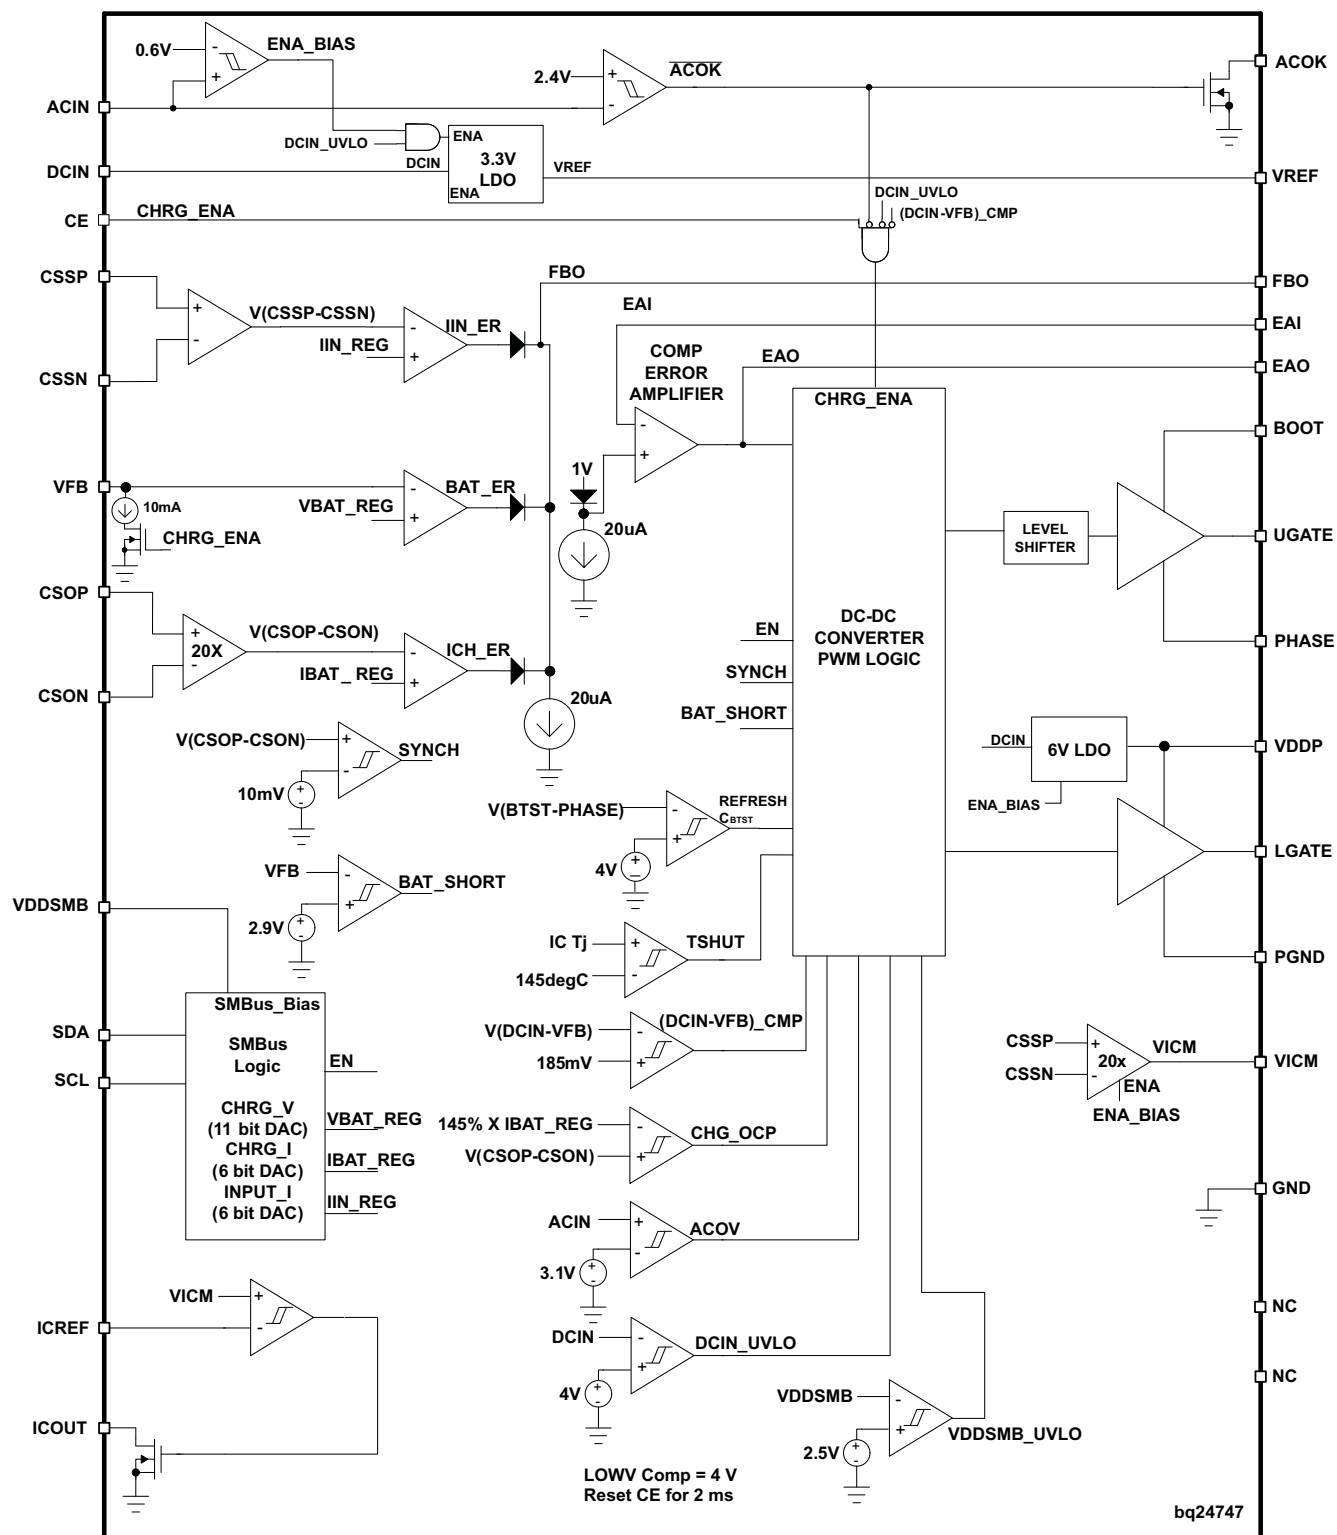 0.6V
-
+
ENA_BIAS
2.4V
+
-
ACOK
ACOK
ACIN
DCIN_UVLO
ENA
DCIN
DCIN
3.3V
LDO
ENA
VREF
VREF
CE
CHRG_ENA
DCIN_UVLO
(DCIN-VFB)_CMP
CSSP
+
-
V(CSSP-CSSN)
IIN_REG
-
+
IIN_ER
FBO
FBO
EAI
EAI
CSSN
COMP
ERROR
AMPLIFIER
-
+
EAO
EAO
CHRG_ENA
BOOT
VFB
10mA
CHRG_ENA
VBAT_REG
-
+
BAT_ER
1V
20uA
LEVEL
SHIFTER
UGATE
CSOP
+
20X
-
V(CSOP-CSON)
IBAT_ REG
-
+
ICH_ER
DC-DC
CONVERTER
PWM LOGIC
EN
SYNCH
BAT_SHORT
PHASE
CSON
20uA
V(CSOP-CSON)
+
-
SYNCH
10mV
+
-
DCIN
6V LDO
ENA_BIAS
VDDP
V(BTST-PHASE)
-
+
REFRESH
CBTST
4V
+
-
LGATE
VFB
-
+
BAT_SHORT
2.9V
+
-
VDDSMB
IC Tj
+
145degC
-
TSHUT
PGND
SMBus_Bias
SDA
SMBus
Logic
EN
SCL
CHRG_V
(11 bit DAC)
VBAT_REG
CHRG_I
(6 bit DAC)
IBAT_REG
INPUT_I
(6 bit DAC)
IIN_REG
V(DCIN-VFB)
-
185mV
+
(DCIN-VFB)_CMP
CSSP
+
CSSN
-
20x
VICM
ENA
ENA_BIAS
VICM
145% X IBAT_REG
-
V(CSOP-CSON)
+
CHG_OCP
GND
ACIN
+
-
ACOV
3.1V
+
-
VICM
+
-
ICREF
NC
DCIN
-
+
DCIN_UVLO
4V
+
-
NC
VDDSMB
-
+
VDDSMB_UVLO
2.5V
+
-
ICOUT
LOWV Comp = 4 V
Reset CE for 2 ms
bq24747